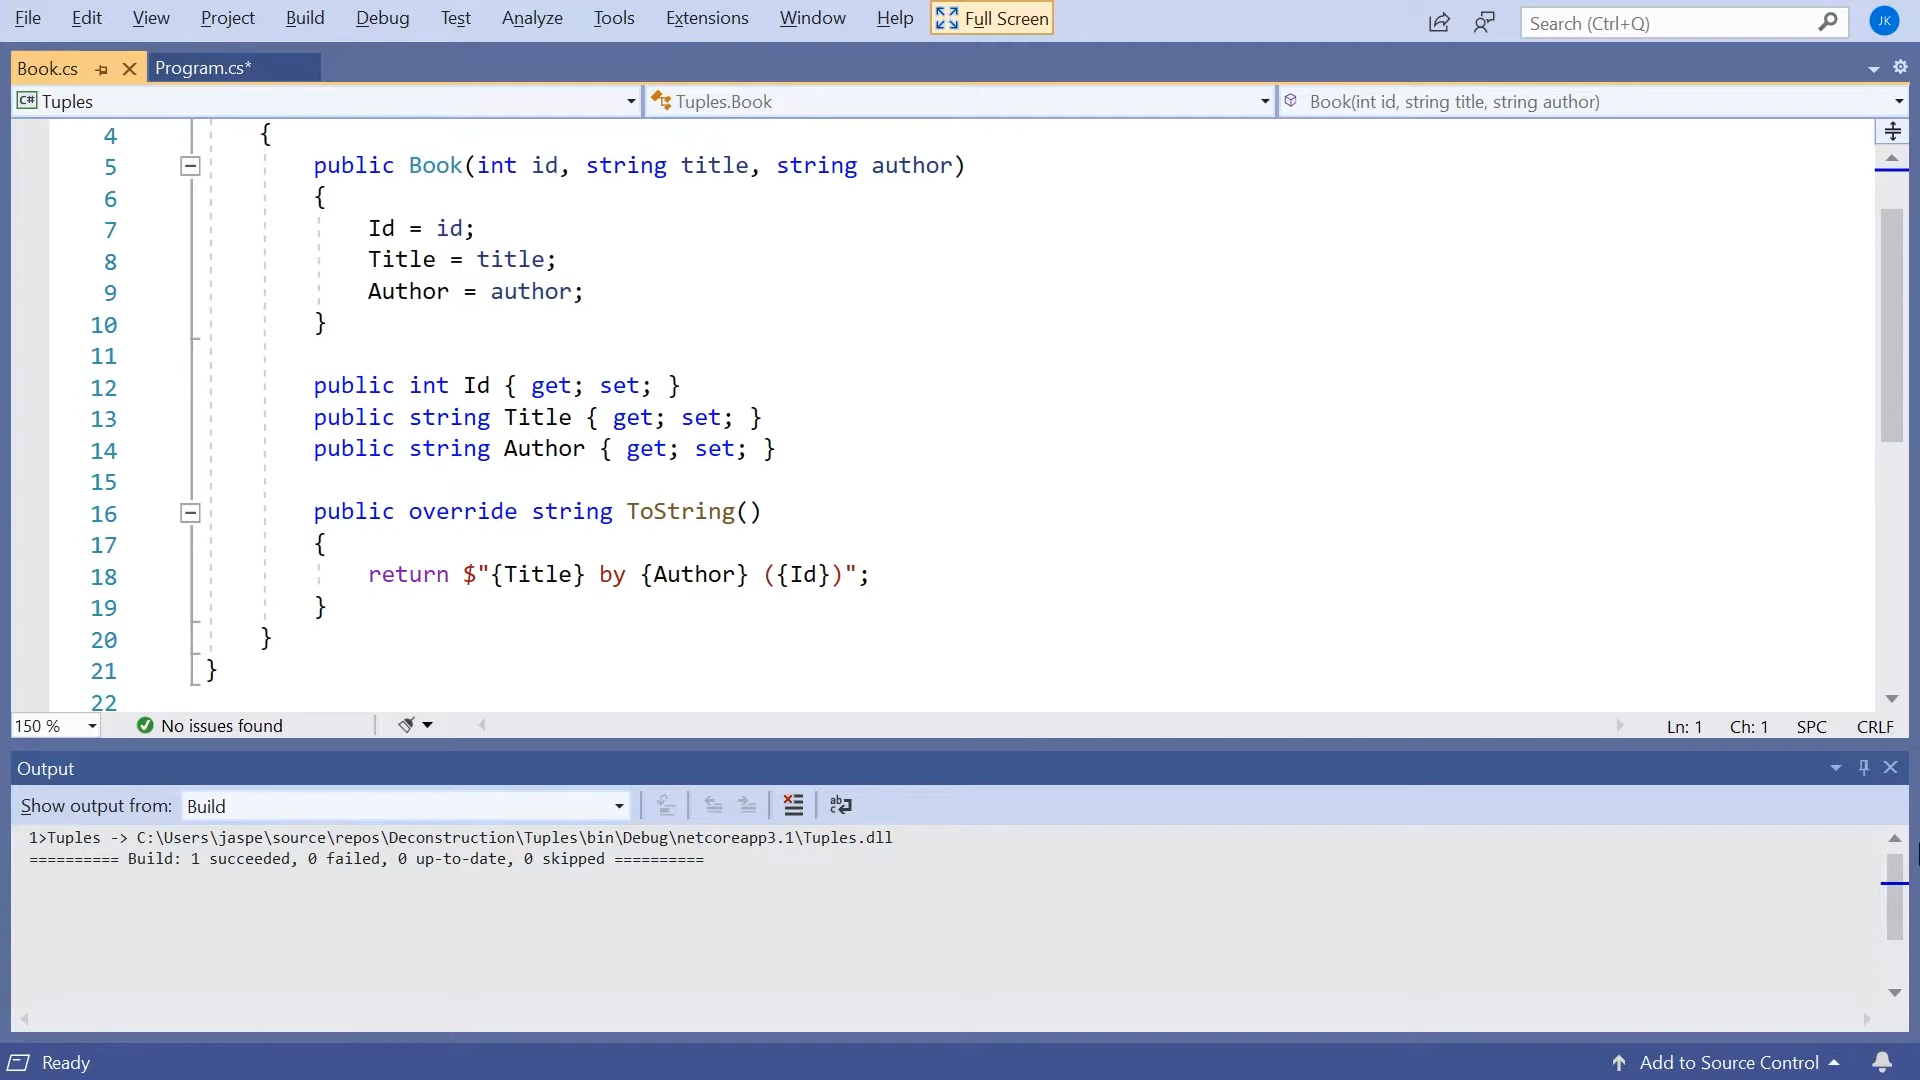 File Edit View Project Build Debug Test Analyze Tools Extensions Window Help Full Screen Search (Ctrl+Q) JK
Book.cs Program.cs*
C# Tuples Tuples.Book Book(int id, string title, string author)
4 {
5 public Book(int id, string title, string author)
6 {
7 Id = id;
8 Title = title;
9 Author = author;
10 }
11
12 public int Id { get; set; }
13 public string Title { get; set; }
14 public string Author { get; set; }
15
16 public override string ToString()
17 {
18 return $"{Title} by {Author} ({Id})";
19 }
20 }
21 }
22
150 % No issues found Ln: 1 Ch: 1 SPC CRLF
Output
Show output from: Build
1>Tuples -> C:\Users\jaspe\source\repos\Deconstruction\Tuples\bin\Debug\netcoreapp3.1\Tuples.dll
========== Build: 1 succeeded, 0 failed, 0 up-to-date, 0 skipped ==========
Ready Add to Source Control